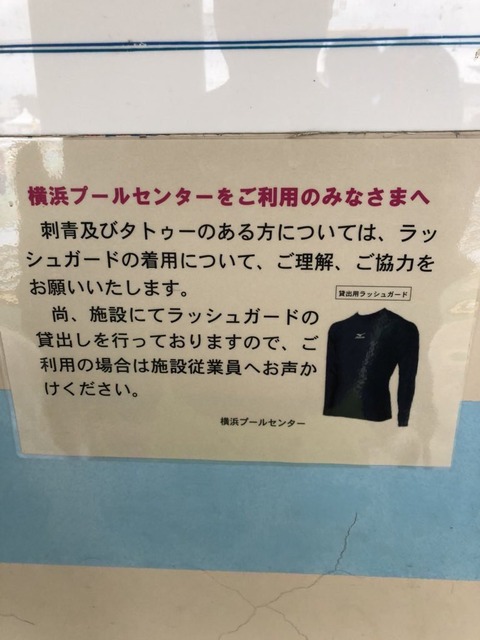 横浜プールセンターをご利用のみなさまへ
刺青及びタトゥーのある方については、ラッ
シュガードの着用について、ご理解、ご協力を
お願いいたします。
尚、施設にてラッシュガードの
貸出しを行っておりますので、ご
利用の場合は施設従業員へお声か
けください。
貸出用ラッシュガード
横浜プールセンター